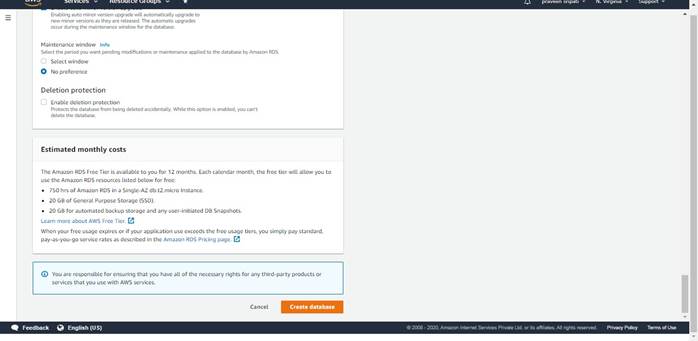 aws Services Resource Groups praveen sripati N. Virginia Support
Enabling auto minor version upgrade will automatically upgrade to
new minor versions as they are released. The automatic upgrades
occur during the maintenance window for the database.
Maintenance window Info
Select the period you want pending modifications or maintenance applied to the database by Amazon RDS.
Select window
No preference
Deletion protection
Enable deletion protection
Protects the database from being deleted accidentally. While this option is enabled, you can't
delete the database.
Estimated monthly costs
The Amazon RDS Free Tier is available to you for 12 months. Each calendar month, the free tier will allow you to
use the Amazon RDS resources listed below for free:
• 750 hrs of Amazon RDS in a Single-AZ db.t2.micro Instance.
• 20 GB of General Purpose Storage (SSD).
• 20 GB for automated backup storage and any user-initiated DB Snapshots.
Learn more about AWS Free Tier.
When your free usage expires or if your application use exceeds the free usage tiers, you simply pay standard,
pay-as-you-go service rates as described in the Amazon RDS Pricing page.
You are responsible for ensuring that you have all of the necessary rights for any third-party products or
services that you use with AWS services.
Cancel Create database
Feedback English (US) © 2008 - 2020, Amazon Internet Services Private Ltd. or its affiliates. All rights reserved. Privacy Policy Terms of Use